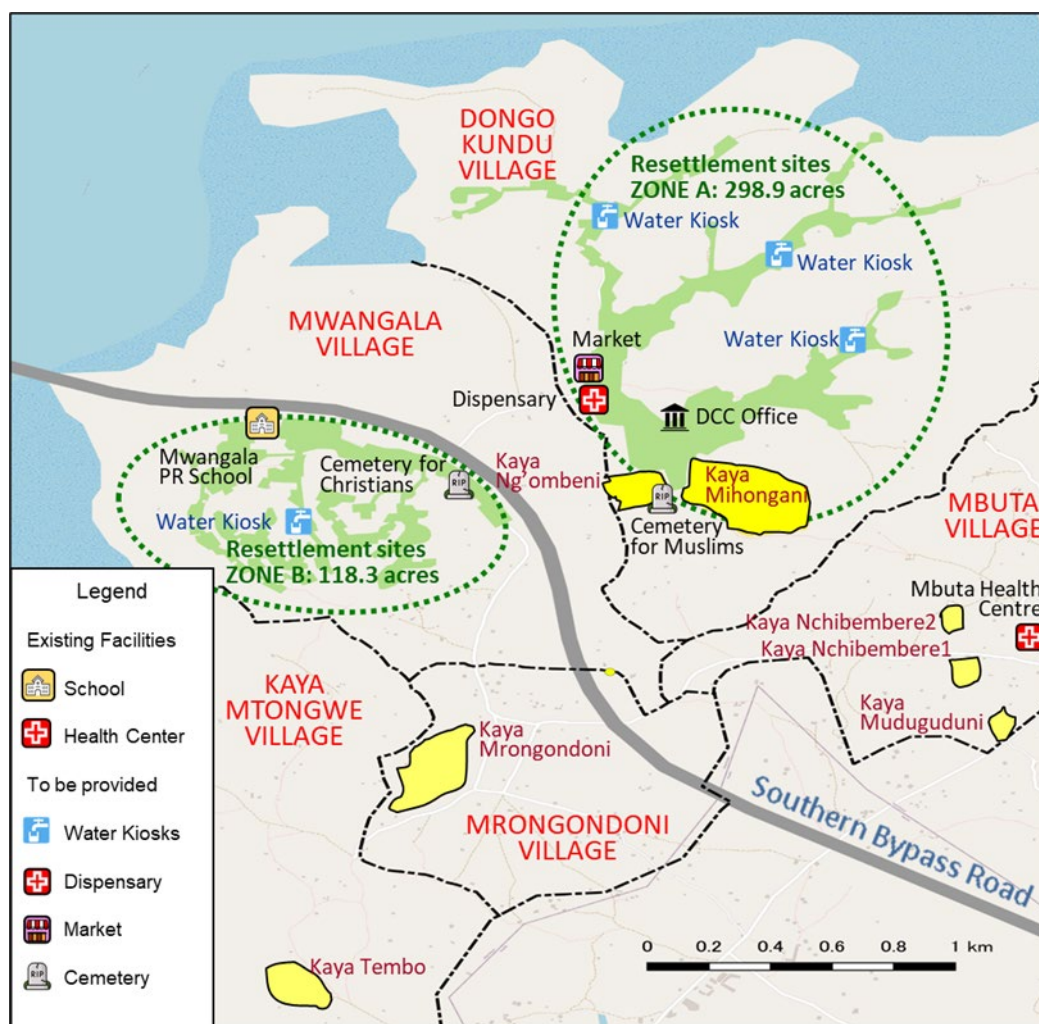 DONGO
KUNDU
VILLAGE
Resettlement sites
ZONE A: 298.9 acres
Water Kiosk
Water Kiosk
MWANGALA
VILLAGE
Market
Water Kiosk
Dispensary
DCC Office
Mwangala
PR School
Cemetery for
Christians
Kaya
Ng'ombeni
Kaya
Mihongani
RIP
RIP
Cemetery
for Muslims
MBUTA
VILLAGE
Water Kiosk
Resettlement sites
ZONE B: 118.3 acres
Mbuta Health
Centre
Kaya Nchibembere2
Kaya Nchibembere1
Kaya
Muduguduni
KAYA
MTONGWE
VILLAGE
Kaya
Mrongondoni
MRONGONDONI
VILLAGE
Southern Bypass Road
Kaya Tembo
0 0.2 0.4 0.6 0.8 1 km
Legend
Existing Facilities
School
Health Center
To be provided
Water Kiosks
Dispensary
Market
RIP
Cemetery